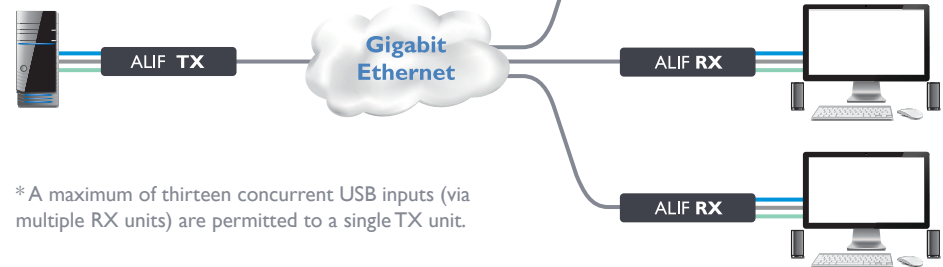 ALIF TX
Gigabit
Ethernet
ALIF RX
ALIF RX
* A maximum of thirteen concurrent USB inputs (via
multiple RX units) are permitted to a single TX unit.